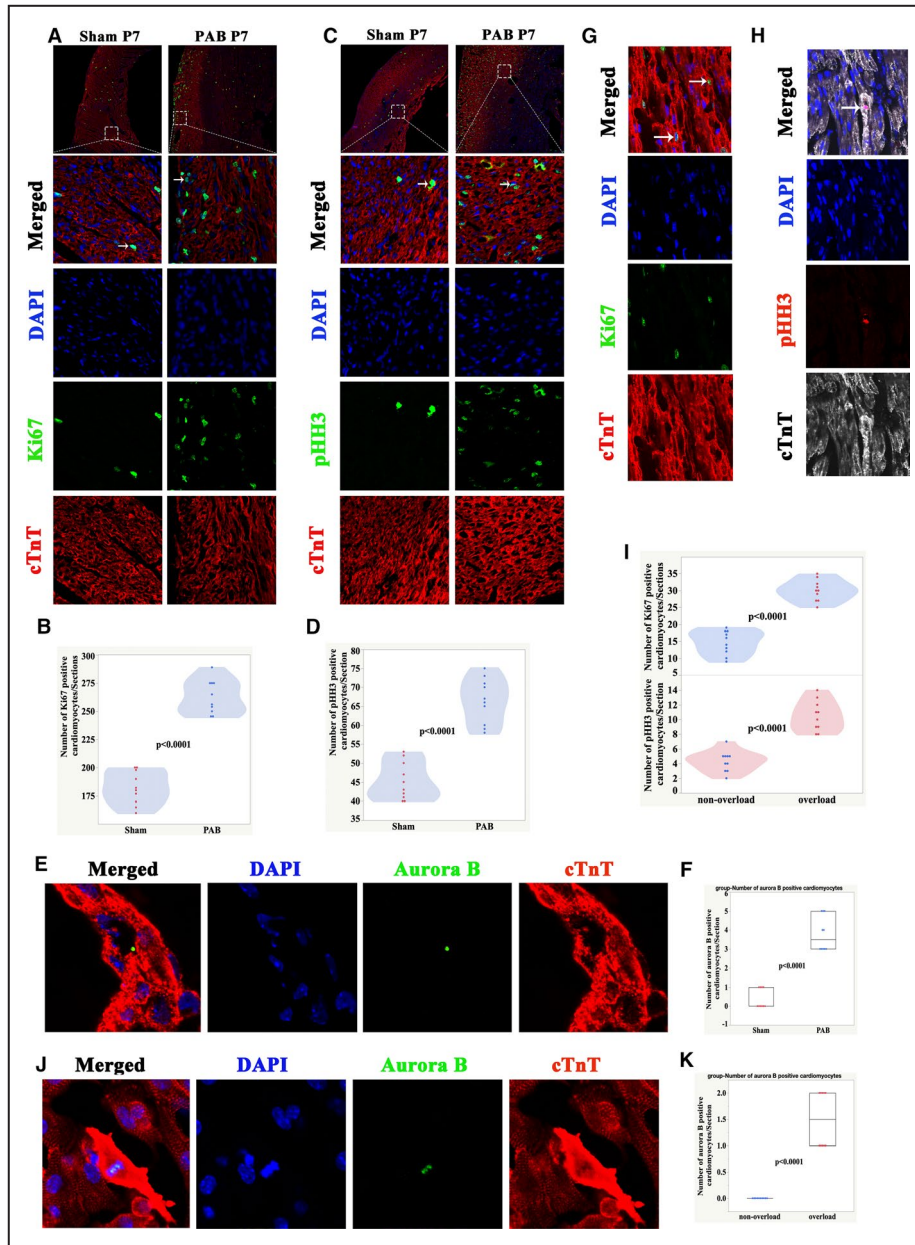 A
Sham P7 PAB P7
Merged
DAPI
Ki67
cTnT
B
Number of Ki67 positive
cardiomyocytes/Sections
300
275
250
200
175
p<0.0001
Sham PAB
C
Sham P7 PAB P7
Merged
DAPI
pHH3
cTnT
D
Number of pHH3 positive
cardiomyocytes/Section
80
75
70
65
60
55
50
45
40
35
p<0.0001
Sham PAB
G
Merged
DAPI
Ki67
cTnT
H
Merged
DAPI
pHH3
cTnT
I
Number of Ki67 positive
cardiomyocytes/Sections
35
30
25
20
15
10
5
p<0.0001
Number of pHH3 positive
cardiomyocytes/Section
14
12
10
8
6
4
2
0
p<0.0001
non-overload overload
E
Merged DAPI Aurora B cTnT
F
group-Number of aurora B positive cardiomyocytes
Number of aurora B positive
cardiomyocytes/Section
6
5
4
3
2
1
0
-1
p<0.0001
Sham PAB
J
Merged DAPI Aurora B cTnT
K
group-Number of aurora B positive cardiomyocytes
Number of aurora B positive
cardiomyocytes/Section
2.0
1.5
1.0
0.5
0.0
p<0.0001
non-overload overload